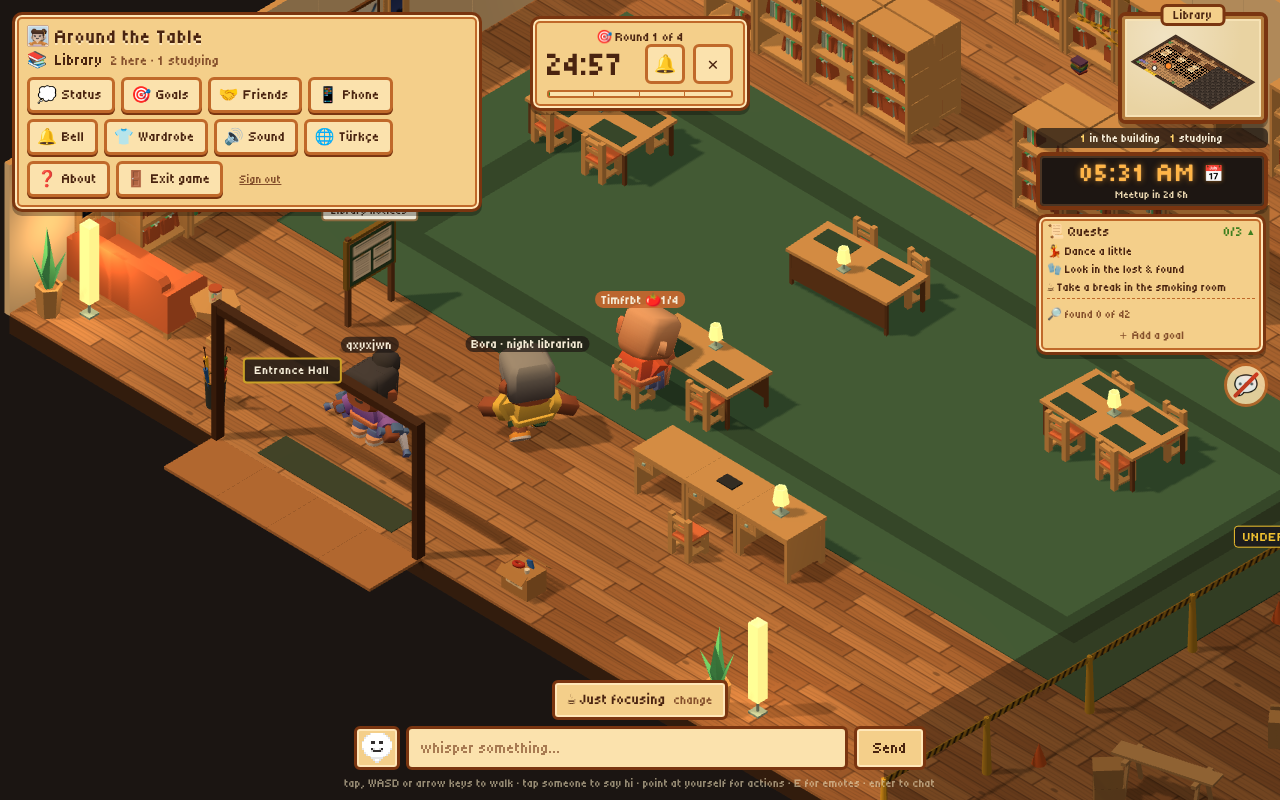 Around the Table
Library 2 here · 1 studying
Status
Goals
Friends
Phone
Bell
Wardrobe
Sound
Türkçe
About
Exit game
Sign out
Round 1 of 4
24:57
Library
1 in the building 1 studying
05:31 AM
Meetup in 2d 6h
Quests 0/3
Dance a little
Look in the lost & found
Take a break in the smoking room
found 0 of 42
+ Add a goal
Library notices
Timfrbt 1/4
qxyxjwn
Bora · night librarian
Entrance Hall
UNDER
Just focusing change
whisper something...
Send
tap, WASD or arrow keys to walk · tap someone to say hi · point at yourself for actions · E for emotes · enter to chat